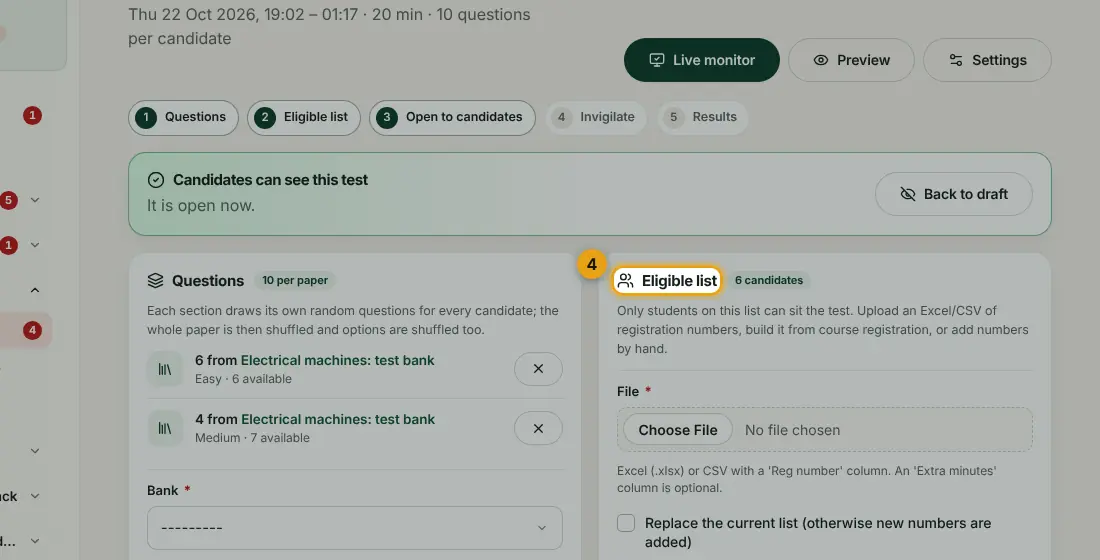 Thu 22 Oct 2026, 19:02 – 01:17 · 20 min · 10 questions
per candidate
Live monitor
Preview
Settings
1
1 Questions
2 Eligible list
3 Open to candidates
4 Invigilate
5 Results
Candidates can see this test
It is open now.
Back to draft
5
1
4
Questions 10 per paper
Each section draws its own random questions for every candidate; the
whole paper is then shuffled and options are shuffled too.
6 from Electrical machines: test bank
Easy · 6 available
4 from Electrical machines: test bank
Medium · 7 available
Bank *
---------
4
Eligible list 6 candidates
Only students on this list can sit the test. Upload an Excel/CSV of
registration numbers, build it from course registration, or add numbers
by hand.
File *
Choose File No file chosen
Excel (.xlsx) or CSV with a 'Reg number' column. An 'Extra minutes'
column is optional.
Replace the current list (otherwise new numbers are
added)
ack
d...